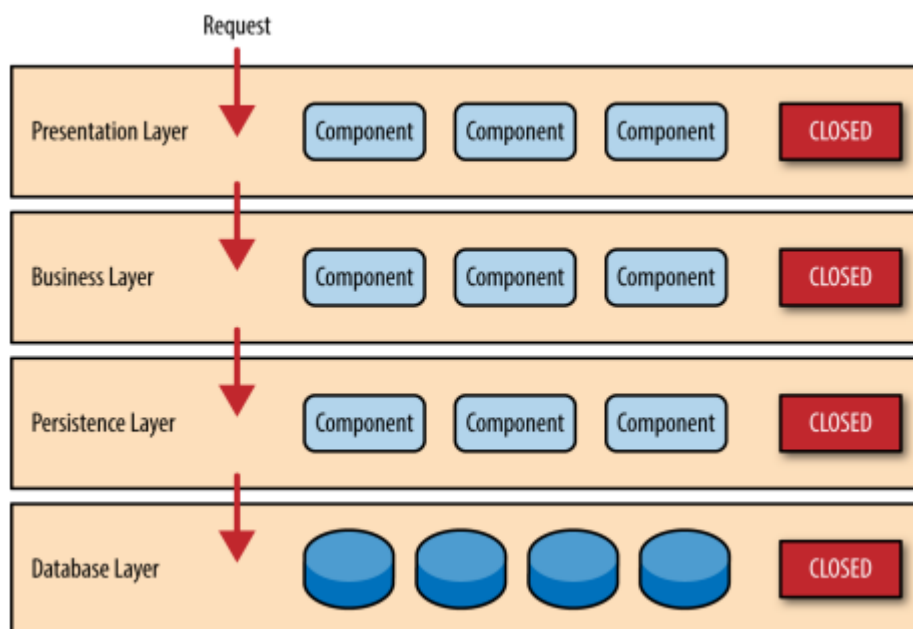 Request
Presentation Layer Component Component Component CLOSED
Business Layer Component Component Component CLOSED
Persistence Layer Component Component Component CLOSED
Database Layer CLOSED